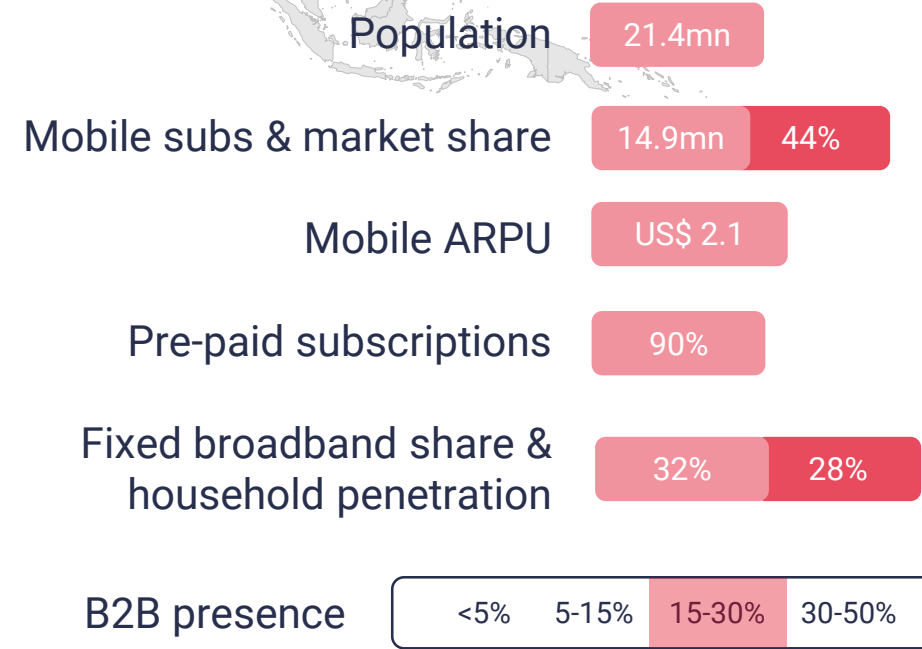 Population 21.4mn
Mobile subs & market share 14.9mn 44%
Mobile ARPU US$ 2.1
Pre-paid subscriptions 90%
Fixed broadband share &
household penetration 32% 28%
B2B presence <5% 5-15% 15-30% 30-50%